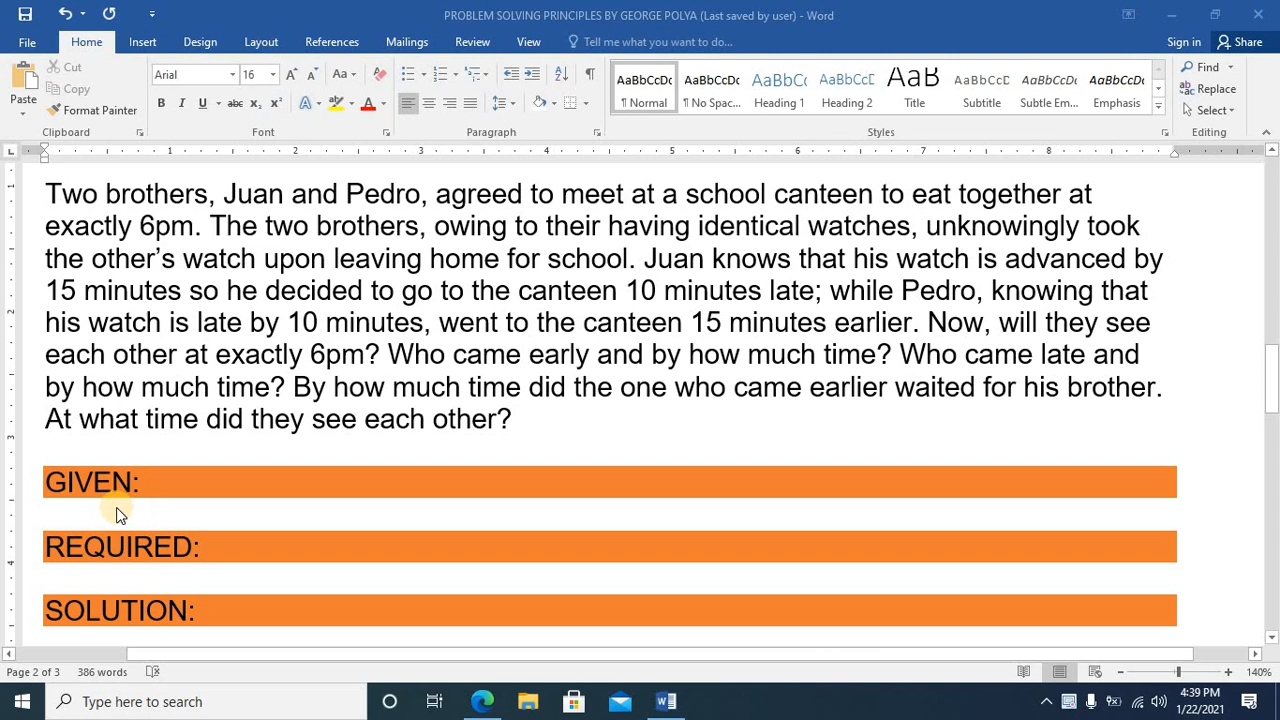 PROBLEM SOLVING PRINCIPLES BY GEORGE POLYA (Last saved by user) - Word
File Home Insert Design Layout References Mailings Review View Tell me what you want to do... Sign in Share
Paste
Cut
Copy
Format Painter
Clipboard
Arial 16
Font
Paragraph
AaBbCcDc AaBbCcDc AaBbCc AaBbCcC AaB AaBbCcD AaBbCcDc AaBbCcDc
¶ Normal ¶ No Spac... Heading Heading 2 Title Subtitle Subtle Em... Emphasis
Styles
Find
Replace
Select
Editing
1 2 3 4 5 6 7 8
Two brothers, Juan and Pedro, agreed to meet at a school canteen to eat together at
exactly 6pm. The two brothers, owing to their having identical watches, unknowingly took
the other’s watch upon leaving home for school. Juan knows that his watch is advanced by
15 minutes so he decided to go to the canteen 10 minutes late; while Pedro, knowing that
his watch is late by 10 minutes, went to the canteen 15 minutes earlier. Now, will they see
each other at exactly 6pm? Who came early and by how much time? Who came late and
by how much time? By how much time did the one who came earlier waited for his brother.
At what time did they see each other?
GIVEN:
REQUIRED:
SOLUTION:
Page 2 of 3 386 words 140%
Type here to search
4:39 PM
1/22/2021